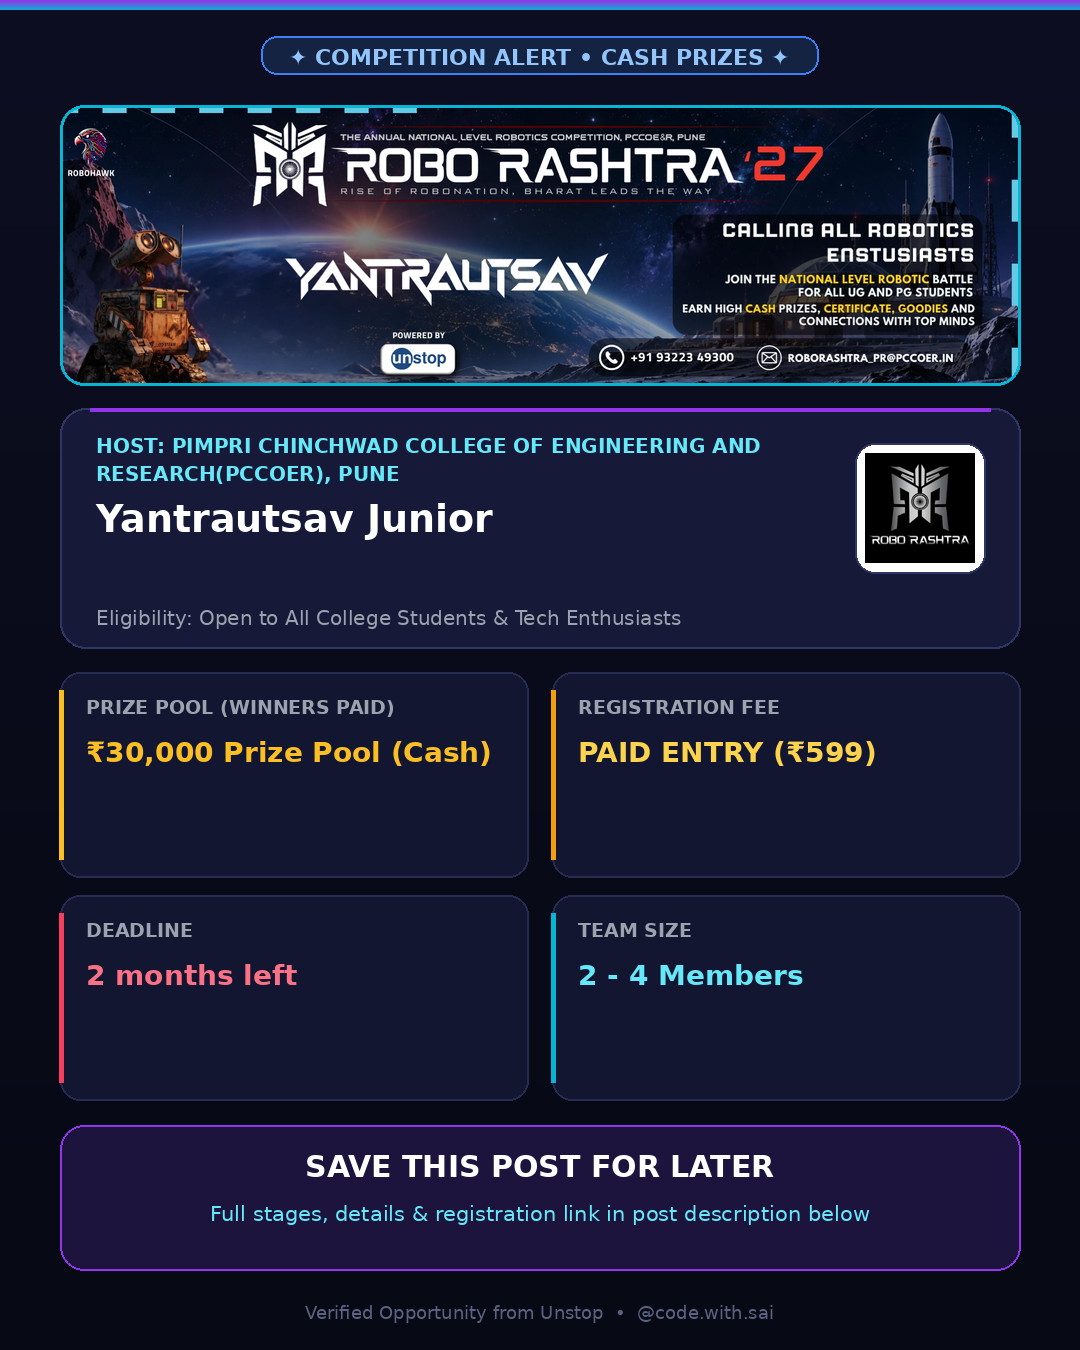 ✦ COMPETITION ALERT • CASH PRIZES ✦
ROBOHAWK
THE ANNUAL NATIONAL LEVEL ROBOTICS COMPETITION, PCCOE&R, PUNE
ROBO RASHTRA '27
RISE OF ROBONATION, BHARAT LEADS THE WAY
YANTRAUTSAV
CALLING ALL ROBOTICS
ENSTUSIASTS
JOIN THE NATIONAL LEVEL ROBOTIC BATTLE
FOR ALL UG AND PG STUDENTS
EARN HIGH CASH PRIZES, CERTIFICATE, GOODIES AND
CONNECTIONS WITH TOP MINDS
POWERED BY
unstop
+91 93223 49300
ROBORASHTRA_PR@PCCOER.IN
HOST: PIMPRI CHINCHWAD COLLEGE OF ENGINEERING AND
RESEARCH(PCCOER), PUNE
Yantrautsav Junior
ROBO RASHTRA
Eligibility: Open to All College Students & Tech Enthusiasts
PRIZE POOL (WINNERS PAID)
₹30,000 Prize Pool (Cash)
REGISTRATION FEE
PAID ENTRY (₹599)
DEADLINE
2 months left
TEAM SIZE
2 - 4 Members
SAVE THIS POST FOR LATER
Full stages, details & registration link in post description below
Verified Opportunity from Unstop • @code.with.sai